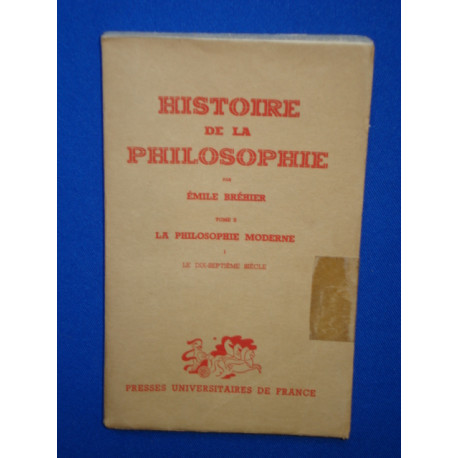 HISTOIRE
DE LA
PHILOSOPHIE
PAR
ÉMILE BRÉHIER
TOME II
LA PHILOSOPHIE MODERNE
I
LE DIX-SEPTIÈME SIÈCLE
PRESSES UNIVERSITAIRES DE FRANCE